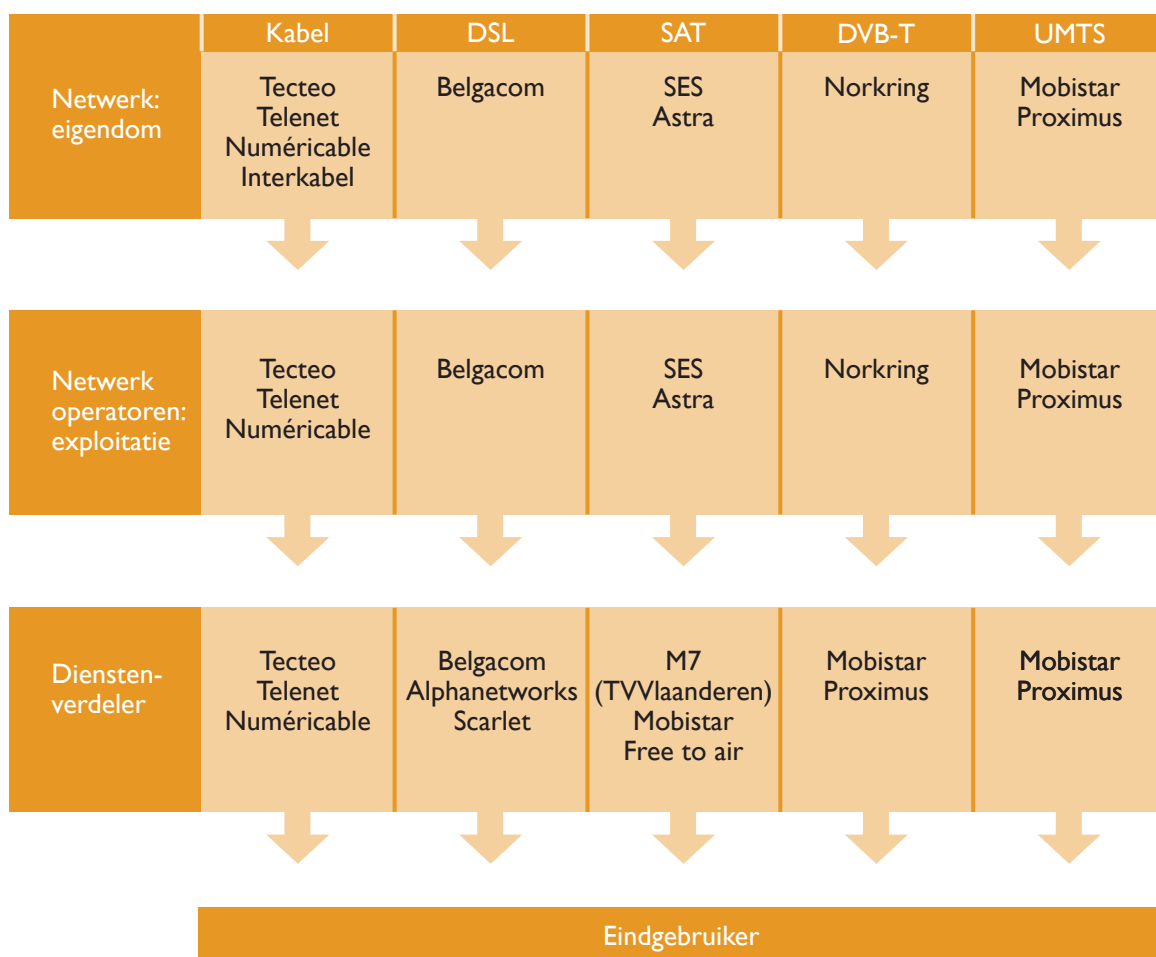 Kabel
DSL
SAT
DVB-T
UMTS
Netwerk:
eigendom
Tecteo
Telenet
Numéricable
Interkabel
Belgacom
SES
Astra
Norkring
Mobistar
Proximus
Netwerk
operatoren:
exploitatie
Tecteo
Telenet
Numéricable
Belgacom
SES
Astra
Norkring
Mobistar
Proximus
Diensten-
verdeler
Tecteo
Telenet
Numéricable
Belgacom
Alphanetworks
Scarlet
M7
(TVVlaanderen)
Mobistar
Free to air
Mobistar
Proximus
Mobistar
Proximus
Eindgebruiker